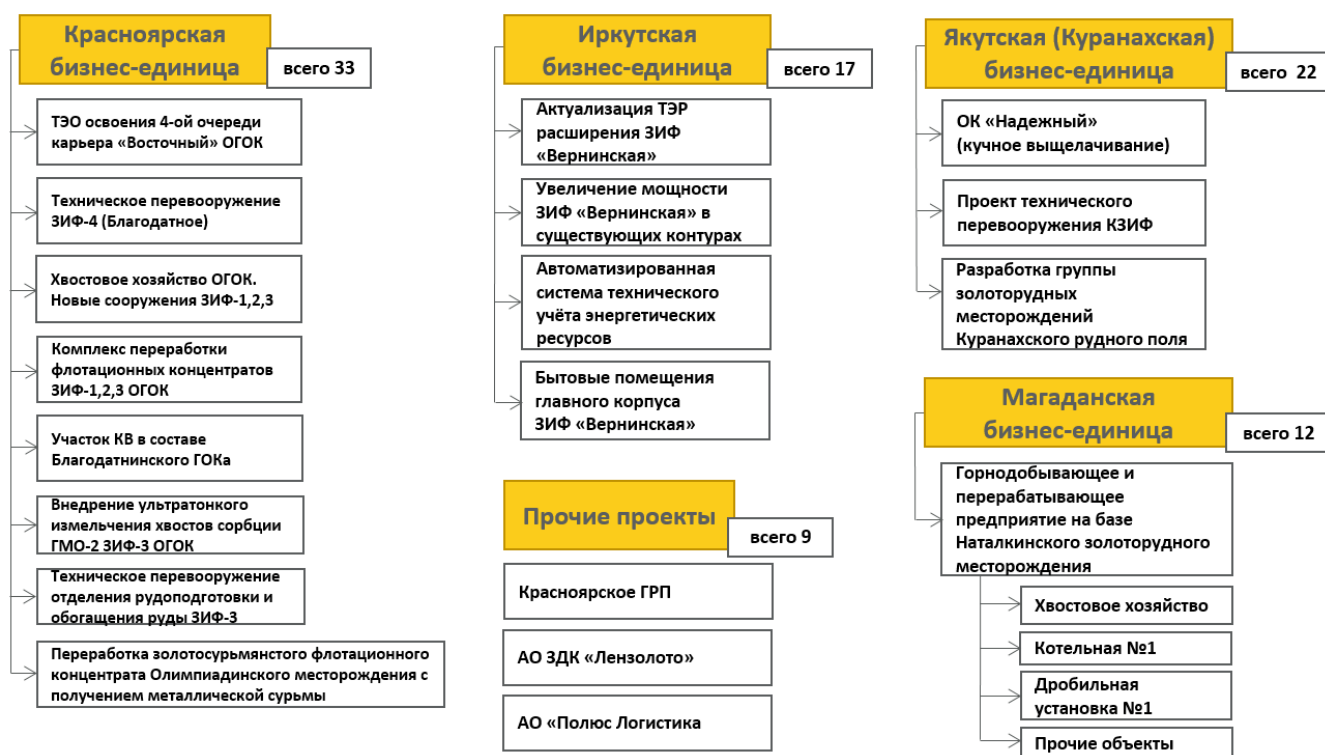 Красноярская
бизнес-единица
всего 33
ТЭО освоения 4-ой очереди
карьера «Восточный» ОГОК
Техническое перевооружение
ЗИФ-4 (Благодатное)
Хвостовое хозяйство ОГОК.
Новые сооружения ЗИФ-1,2,3
Комплекс переработки
флотационных концентратов
ЗИФ-1,2,3 ОГОК
Участок КВ в составе
Благодатнинского ГОКа
Внедрение ультратонкого
измельчения хвостов сорбции
ГМО-2 ЗИФ-3 ОГОК
Техническое перевооружение
отделения рудоподготовки и
обогащения руды ЗИФ-3
Переработка золотосурьмянстого флотационного
концентрата Олимпиадинского месторождения с
получением металлической сурьмы
Иркутская
бизнес-единица
всего 17
Актуализация ТЭР
расширения ЗИФ
«Вернинская»
Увеличение мощности
ЗИФ «Вернинская» в
существующих контурах
Автоматизированная
система технического
учёта энергетических
ресурсов
Бытовые помещения
главного корпуса
ЗИФ «Вернинская»
Прочие проекты
всего 9
Красноярское ГРП
АО ЗДК «Лензолото»
АО «Полюс Логистика
Якутская (Куранахская)
бизнес-единица
всего 22
ОК «Надежный»
(кучное выщелачивание)
Проект технического
перевооружения КЗИФ
Разработка группы
золоторудных
месторождений
Куранахского рудного поля
Магаданская
бизнес-единица
всего 12
Горнодобывающее и
перерабатывающее
предприятие на базе
Наталкинского золоторудного
месторождения
Хвостовое хозяйство
Котельная №1
Дробильная
установка №1
Прочие объекты